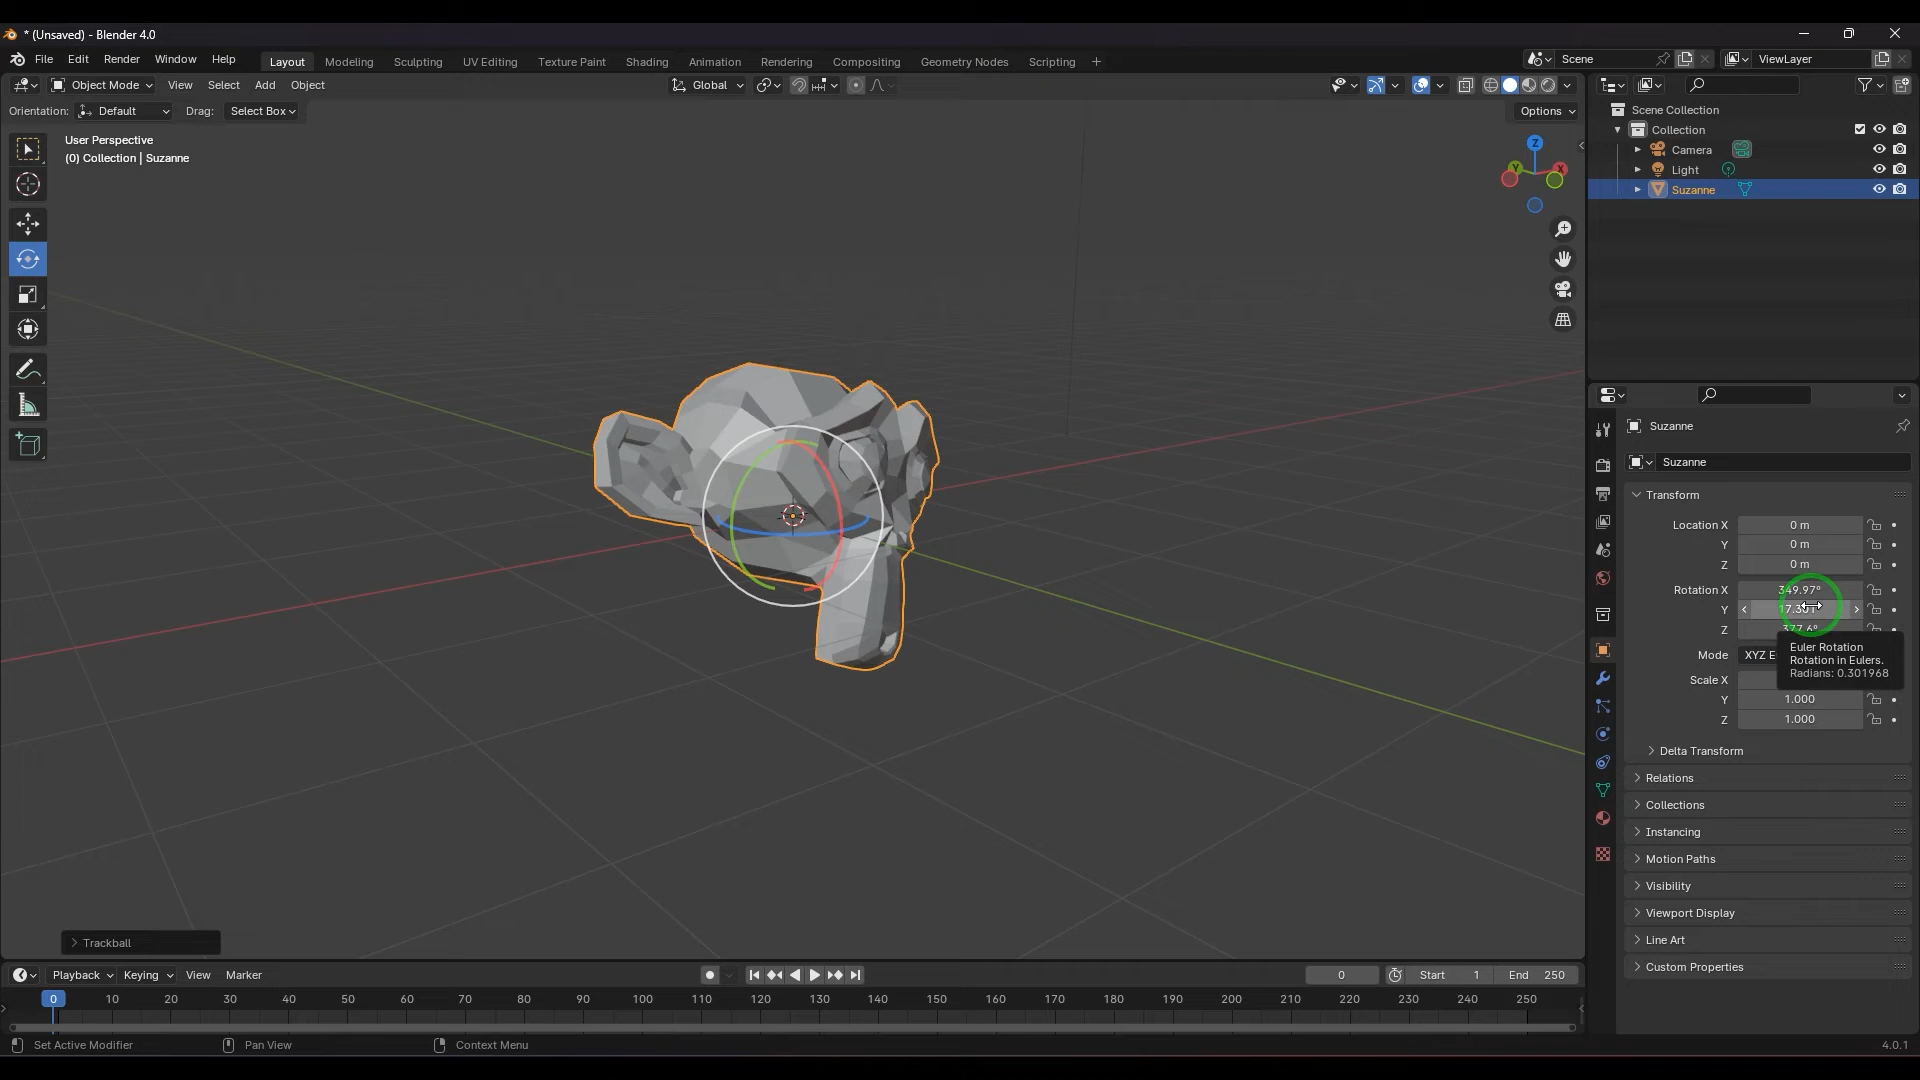 * (Unsaved) - Blender 4.0
File Edit Render Window Help Layout Modeling Sculpting UV Editing Texture Paint Shading Animation Rendering Compositing Geometry Nodes Scripting + Scene ViewLayer
Object Mode View Select Add Object Global
Orientation: Default Drag: Select Box Options
User Perspective
(0) Collection | Suzanne
Z
Y
X
Scene Collection
Collection
Camera
Light
Suzanne
Suzanne
Suzanne
Transform
Location X 0 m
Y 0 m
Z 0 m
Rotation X 349.97°
Y
Z 377.6°
Mode XYZ E
Euler Rotation
Rotation in Eulers.
Radians: 0.301968
Scale X
Y 1.000
Z 1.000
Delta Transform
Relations
Collections
Instancing
Motion Paths
Visibility
Viewport Display
Line Art
Custom Properties
Trackball
Playback Keying View Marker 0 Start 1 End 250
0 10 20 30 40 50 60 70 80 90 100 110 120 130 140 150 160 170 180 190 200 210 220 230 240 250
Set Active Modifier Pan View Context Menu 4.0.1